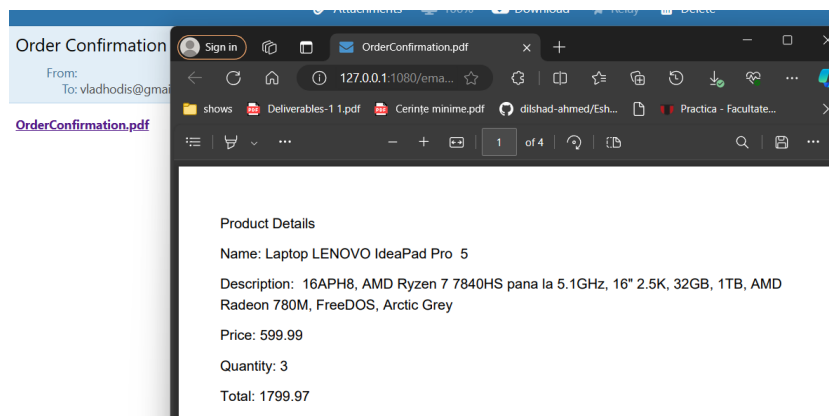 Attachments 100% Download Relay Delete
Order Confirmation
From:
To: vladhodis@gmai
OrderConfirmation.pdf
Sign in
OrderConfirmation.pdf
127.0.0.1:1080/ema...
shows
Deliverables-1 1.pdf
Cerințe minime.pdf
dilshad-ahmed/Esh...
Practica - Facultate...
1 of 4
Product Details
Name: Laptop LENOVO IdeaPad Pro 5
Description: 16APH8, AMD Ryzen 7 7840HS pana la 5.1GHz, 16" 2.5K, 32GB, 1TB, AMD
Radeon 780M, FreeDOS, Arctic Grey
Price: 599.99
Quantity: 3
Total: 1799.97